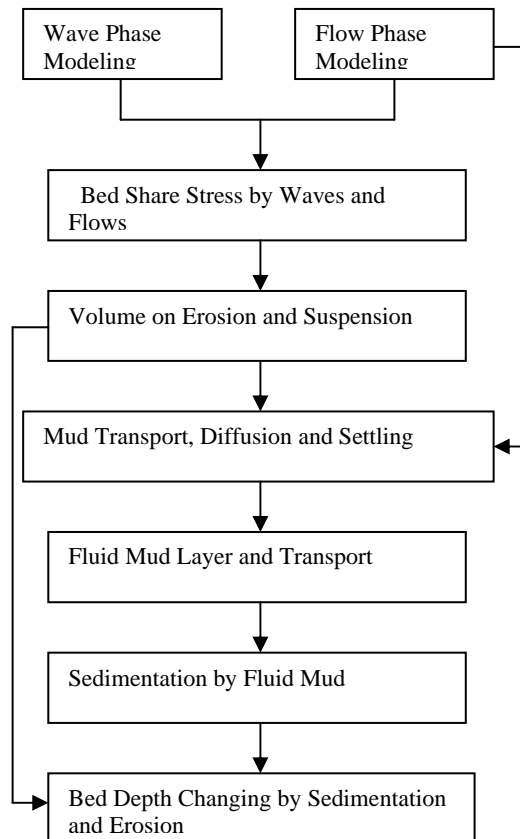 Wave Phase
Modeling
Flow Phase
Modeling
Bed Share Stress by Waves and
Flows
Volume on Erosion and Suspension
Mud Transport, Diffusion and Settling
Fluid Mud Layer and Transport
Sedimentation by Fluid Mud
Bed Depth Changing by Sedimentation
and Erosion